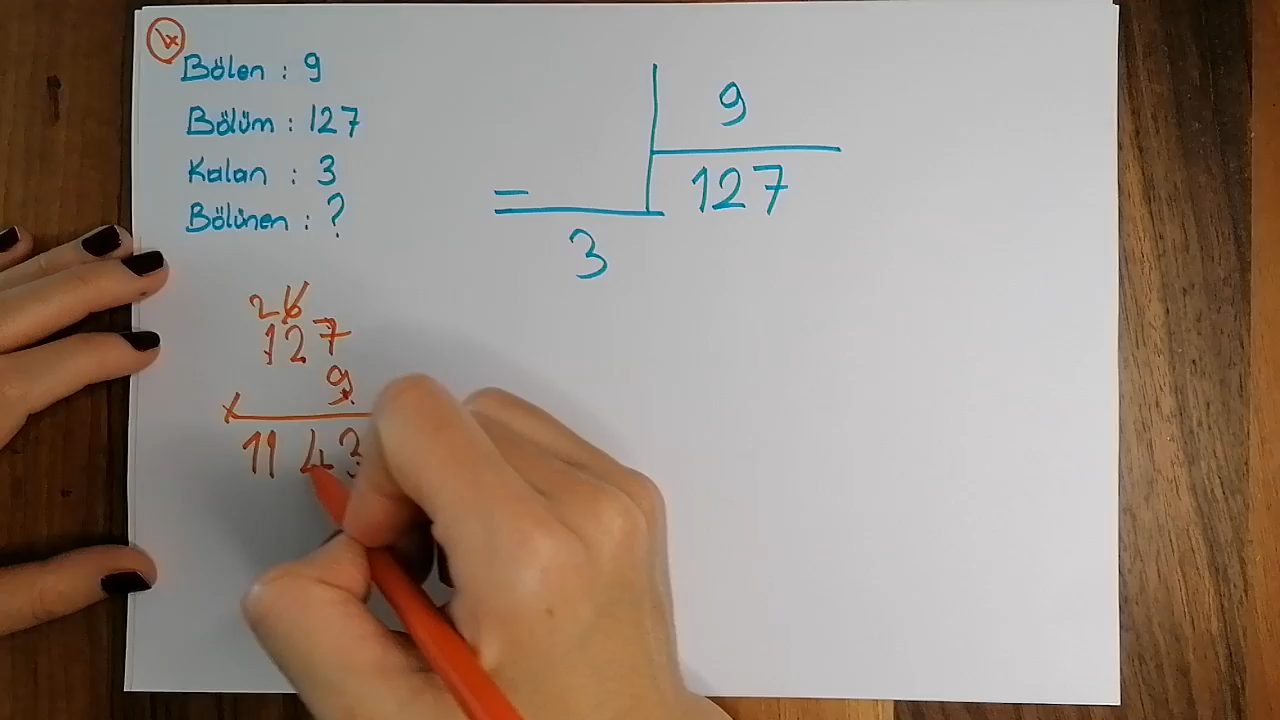 Bölen : 9
Bölüm : 127
Kalan : 3
Bölünen : ?
9
127
=
3
26
127
9
x
1143